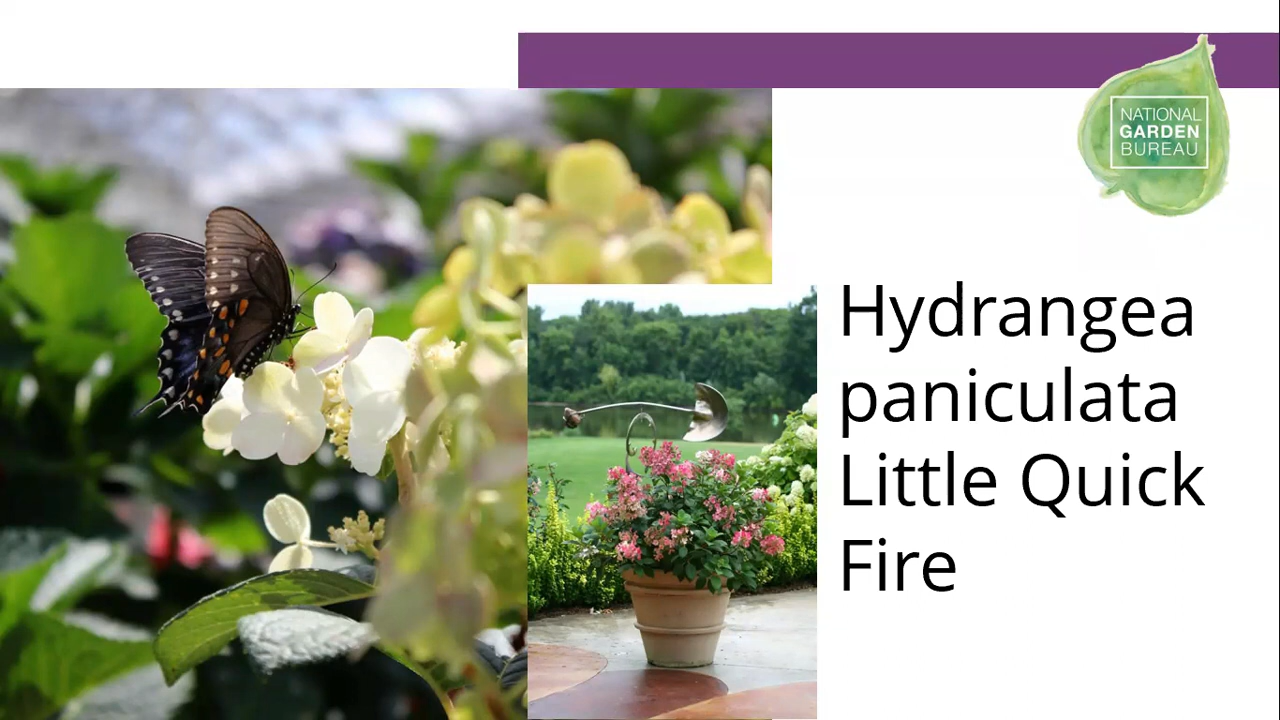 NATIONAL
GARDEN
BUREAU
Hydrangea
paniculata
Little Quick
Fire